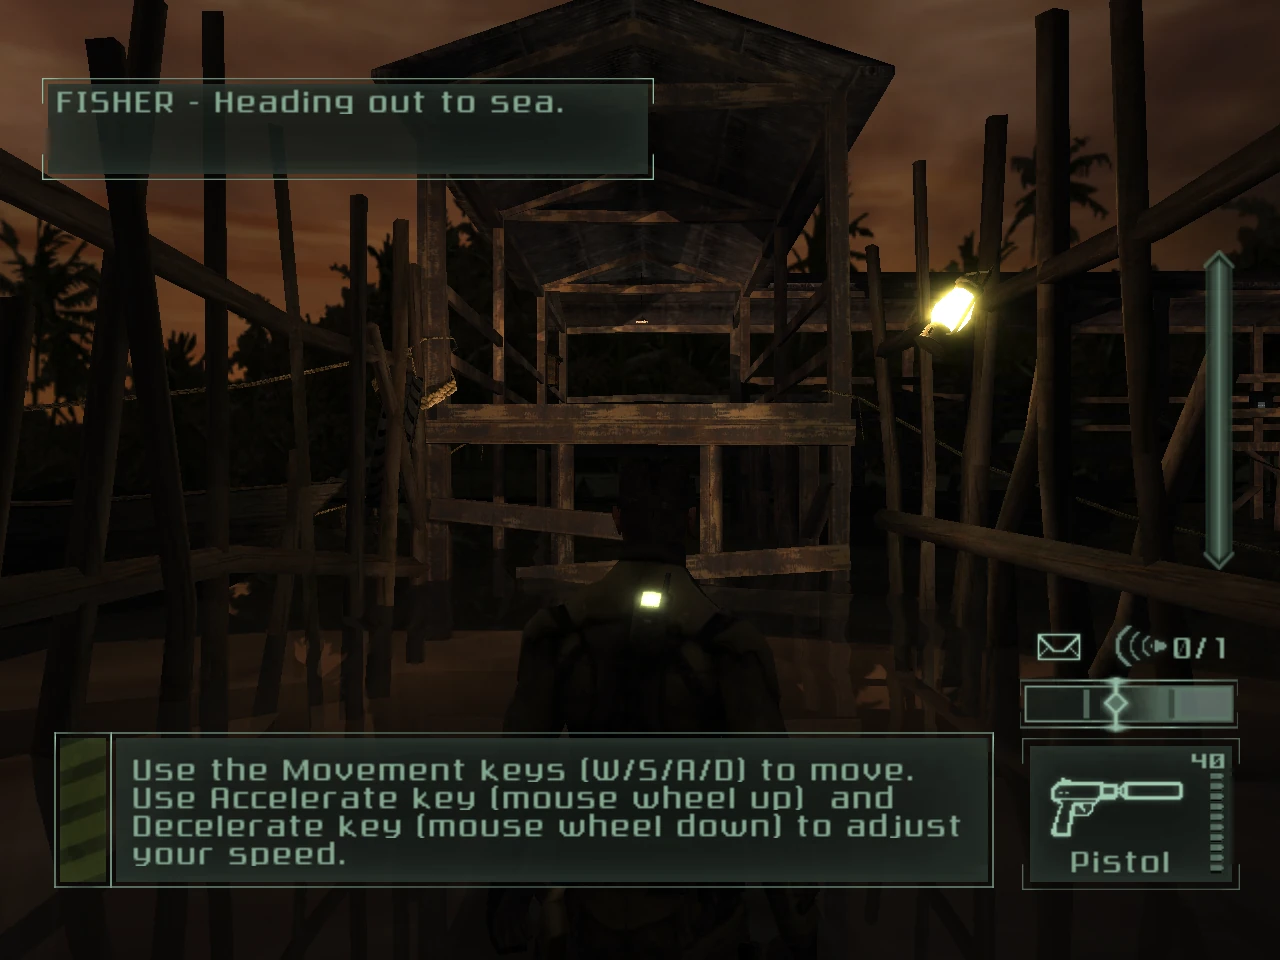 FISHER - Heading out to sea.
0/1
Use the Movement keys (W/S/A/D) to move.
Use Accelerate key (mouse wheel up)  and
Decelerate key (mouse wheel down) to adjust
your speed.
40
Pistol